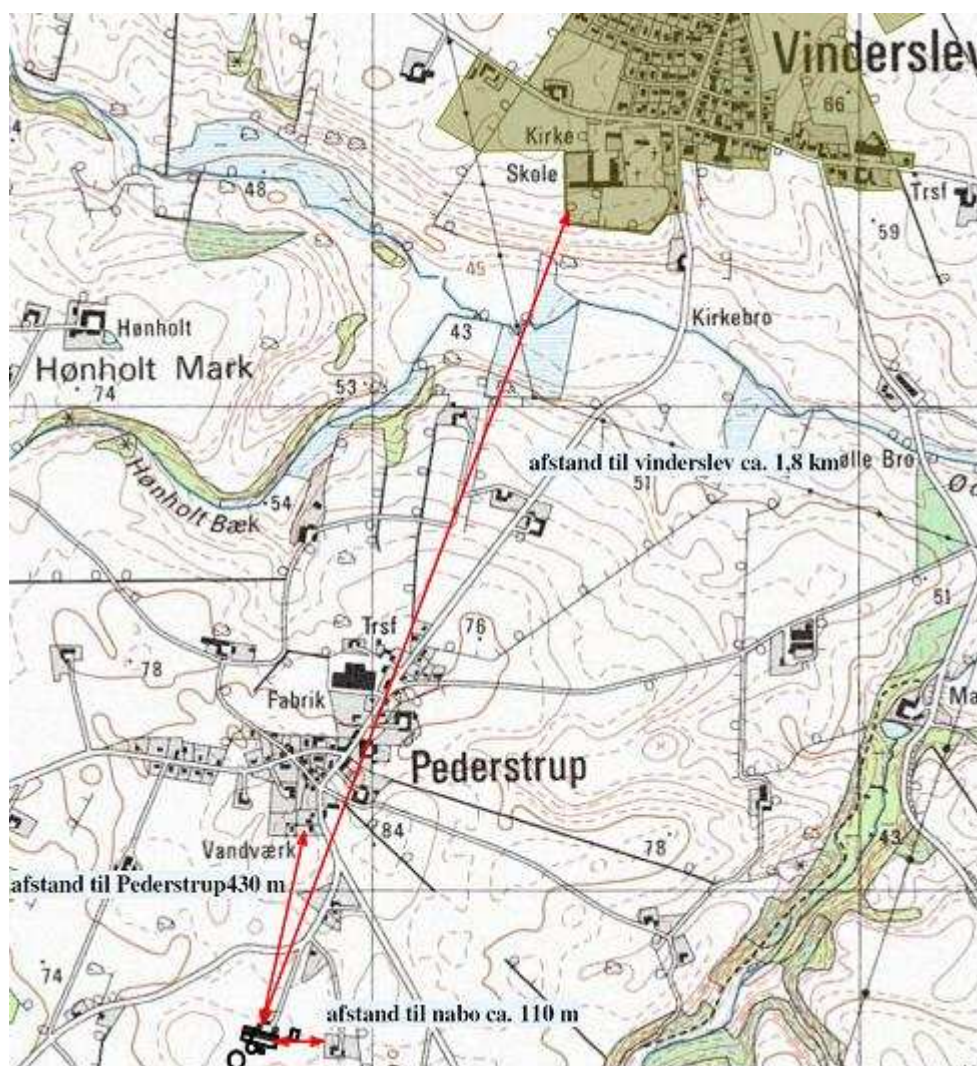 Vinderslev
66
Kirke
Skole
Trsf
48
59
45
Kirkebro
43
Hønholt
Hønholt Mark
74
53
afstand til vinderslev ca. 1,8 km
ølle Bro
51
54
Hønholt Bæk
51
Trsf
76
78
Fabrik
Ma
Pederstrup
84
Vandværk
78
43
afstand til Pederstrup430 m
74
afstand til nabo ca. 110 m